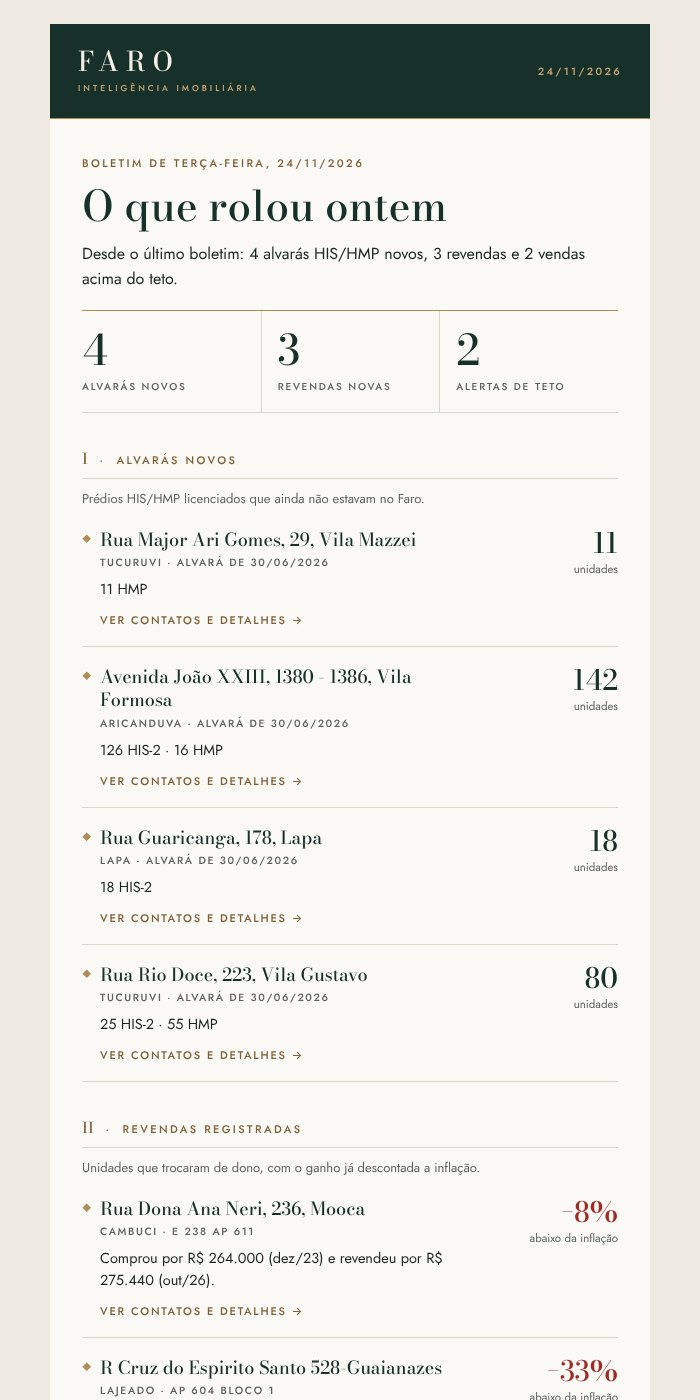 FARO
INTELIGÊNCIA IMOBILIÁRIA
24/11/2026
BOLETIM DE TERÇA-FEIRA, 24/11/2026
O que rolou ontem
Desde o último boletim: 4 alvarás HIS/HMP novos, 3 revendas e 2 vendas
acima do teto.
4
ALVARÁS NOVOS
3
REVENDAS NOVAS
2
ALERTAS DE TETO
I · ALVARÁS NOVOS
Prédios HIS/HMP licenciados que ainda não estavam no Faro.
Rua Major Ari Gomes, 29, Vila Mazzei
TUCURUVI · ALVARÁ DE 30/06/2026
11 HMP
VER CONTATOS E DETALHES →
11
unidades
Avenida João XXIII, 1380 - 1386, Vila
Formosa
ARICANDUVA · ALVARÁ DE 30/06/2026
126 HIS-2 · 16 HMP
VER CONTATOS E DETALHES →
142
unidades
Rua Guaricanga, 178, Lapa
LAPA · ALVARÁ DE 30/06/2026
18 HIS-2
VER CONTATOS E DETALHES →
18
unidades
Rua Rio Doce, 223, Vila Gustavo
TUCURUVI · ALVARÁ DE 30/06/2026
25 HIS-2 · 55 HMP
VER CONTATOS E DETALHES →
80
unidades
II · REVENDAS REGISTRADAS
Unidades que trocaram de dono, com o ganho já descontada a inflação.
Rua Dona Ana Neri, 236, Mooca
CAMBUCI · E 238 AP 611
Comprou por R$ 264.000 (dez/23) e revendeu por R$
275.440 (out/26).
VER CONTATOS E DETALHES →
−8%
abaixo da inflação
R Cruz do Espirito Santo 528-Guaianazes
LAJEADO · AP 604 BLOCO 1
−33%
abaixo da inflação